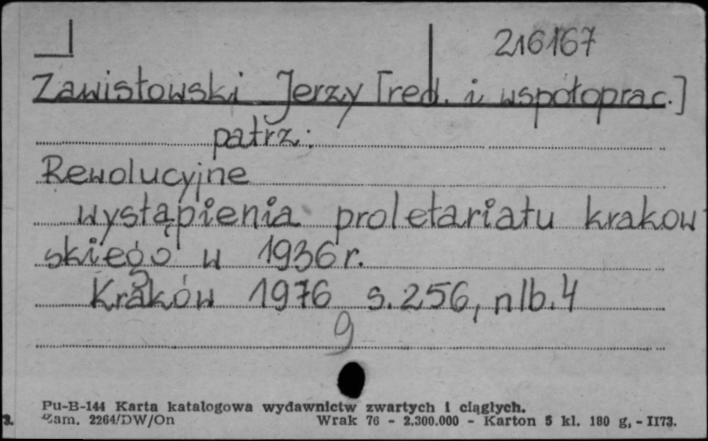 216167
Zawistowski Jerzy [red. i współoprac.]
patrz:
Rewolucyjne
wystąpienia proletariatu krakow
skiego w 1936 r.
Kraków 1976 s. 256, nlb. 4
9
Pu-B-144 Karta katalogowa wydawnictw zwartych i ciągłych.
Zam. 2264/DW/On Wrak 76 - 2.300.000 - Karton 5 kl. 180 g. - II73.